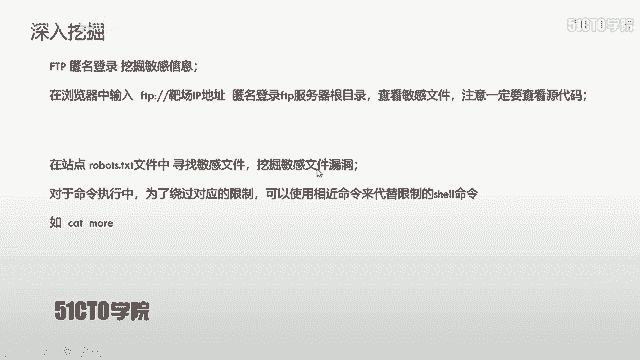 深入挖掘
51CTO学院
FTP 匿名登录 挖掘敏感信息；
在浏览器中输入 ftp://靶场IP地址 匿名登录ftp服务器根目录，查看敏感文件，注意一定要查看源代码；
在站点 robots.txt文件中 寻找敏感文件，挖掘敏感文件漏洞；
对于命令执行中，为了绕过对应的限制，可以使用相近命令来代替限制的shell命令
如 cat more
51CTO学院